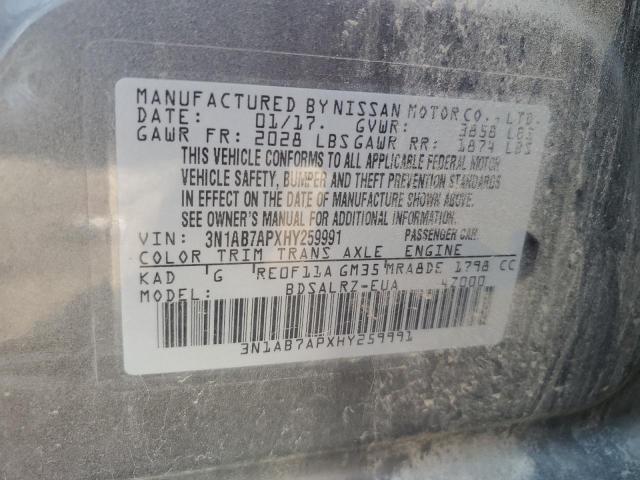 MANUFACTURED BY NISSAN MOTOR CO., LTD.
DATE: 01/17. GVWR: 3858 LBS
GAWR FR: 2028 LBS GAWR RR: 1874 LBS
THIS VEHICLE CONFORMS TO ALL APPLICABLE FEDERAL MOTOR
VEHICLE SAFETY, BUMPER AND THEFT PREVENTION STANDARDS
IN EFFECT ON THE DATE OF MANUFACTURE SHOWN ABOVE.
SEE OWNER'S MANUAL FOR ADDITIONAL INFORMATION
VIN: 3N1AB7APXHY259991 PASSENGER CAR
COLOR TRIM TRANS AXLE ENGINE
KAD G RE0F11A GM35 MRA8DE 1798 CC
MODEL: BDSALRZ-EUA 4Z000
3N1AB7APXHY259991